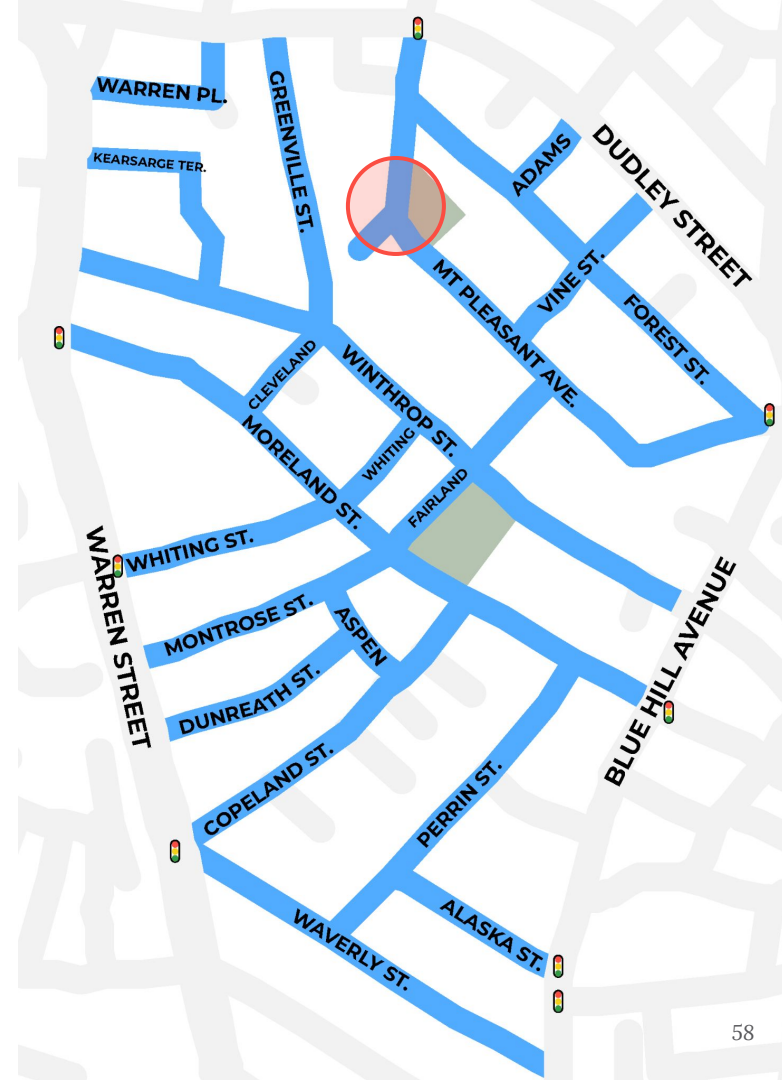 WARREN PL.
GREENVILLE ST.
KEARSARGE TER.
ADAMS
DUDLEY STREET
VINE ST.
MT PLEASANT AVE.
FOREST ST.
CLEVELAND
WINTHROP ST.
WHITING
MORELAND ST.
FAIRLAND
WHITING ST.
WARREN STREET
MONTROSE ST.
ASPEN
DUNREATH ST.
BLUE HILL AVENUE
COPELAND ST.
PERRIN ST.
ALASKA ST.
WAVERLY ST.
58